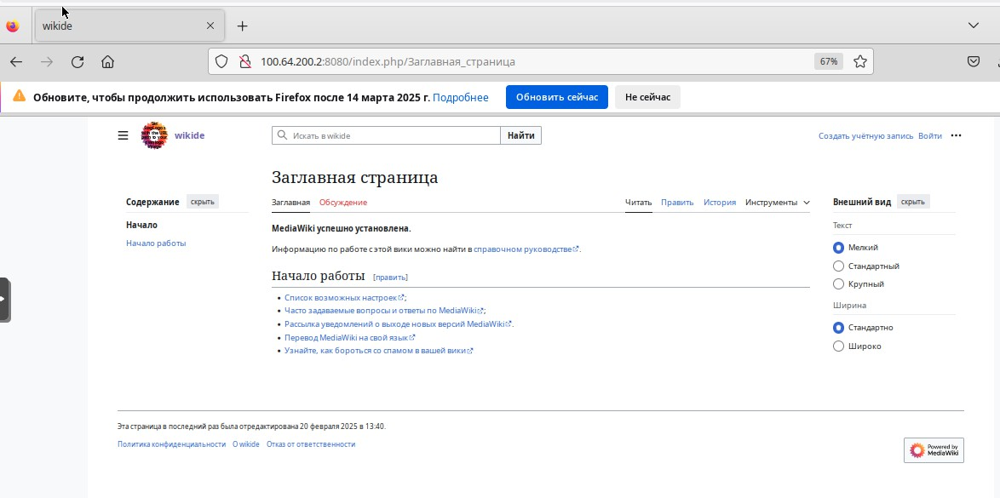 wikide
100.64.200.2:8080/index.php/Заглавная_страница
67%
Обновите, чтобы продолжить использовать Firefox после 14 марта 2025 г. Подробнее
Обновить сейчас
Не сейчас
wikide
Искать в wikide
Найти
Создать учётную запись Войти
Заглавная страница
Содержание скрыть
Начало
Начало работы
Заглавная Обсуждение
Читать Править История Инструменты
MediaWiki успешно установлена.
Информацию по работе с этой вики можно найти в справочном руководстве.
Начало работы [править]
• Список возможных настроек;
• Часто задаваемые вопросы и ответы по MediaWiki;
• Рассылка уведомлений о выходе новых версий MediaWiki.
• Перевод MediaWiki на свой язык
• Узнайте, как бороться со спамом в вашей вики
Внешний вид скрыть
Текст
Мелкий
Стандартный
Крупный
Ширина
Стандартно
Широко
Эта страница в последний раз была отредактирована 20 февраля 2025 в 13:40.
Политика конфиденциальности О wikide Отказ от ответственности
Powered by
MediaWiki